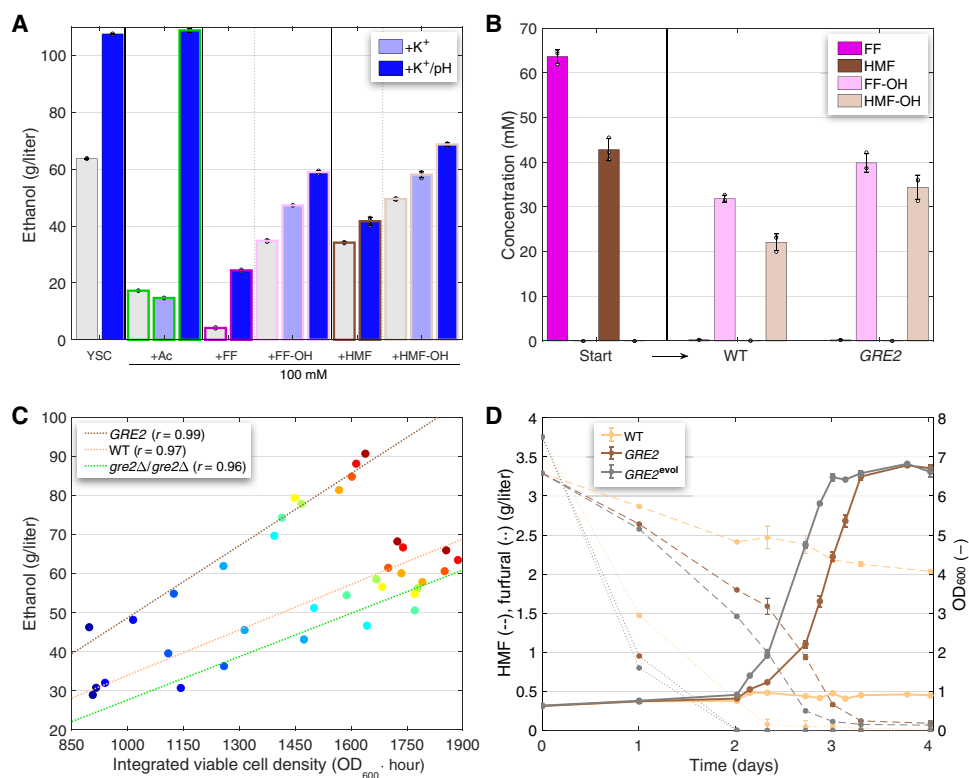 A
110
100
80
60
40
20
0
Ethanol (g/liter)
+K⁺
+K⁺/pH
YSC
+Ac
+FF
+FF-OH
+HMF
+HMF-OH
100 mM
B
70
60
50
40
30
20
10
0
Concentration (mM)
FF
HMF
FF-OH
HMF-OH
Start
WT
GRE2
C
100
90
80
70
60
50
40
30
20
Ethanol (g/liter)
GRE2 (r = 0.99)
WT (r = 0.97)
gre2Δ/gre2Δ (r = 0.96)
850 1000 1150 1300 1450 1600 1750 1900
Integrated viable cell density (OD₆₀₀ · hour)
D
4
3.5
3
2.5
2
1.5
1
0.5
0
HMF (--), furfural (··) (g/liter)
WT
GRE2
GRE2ᵉᵛᵒˡ
8
7
6
5
4
3
2
1
0
OD₆₀₀ (–)
0 1 2 3 4
Time (days)